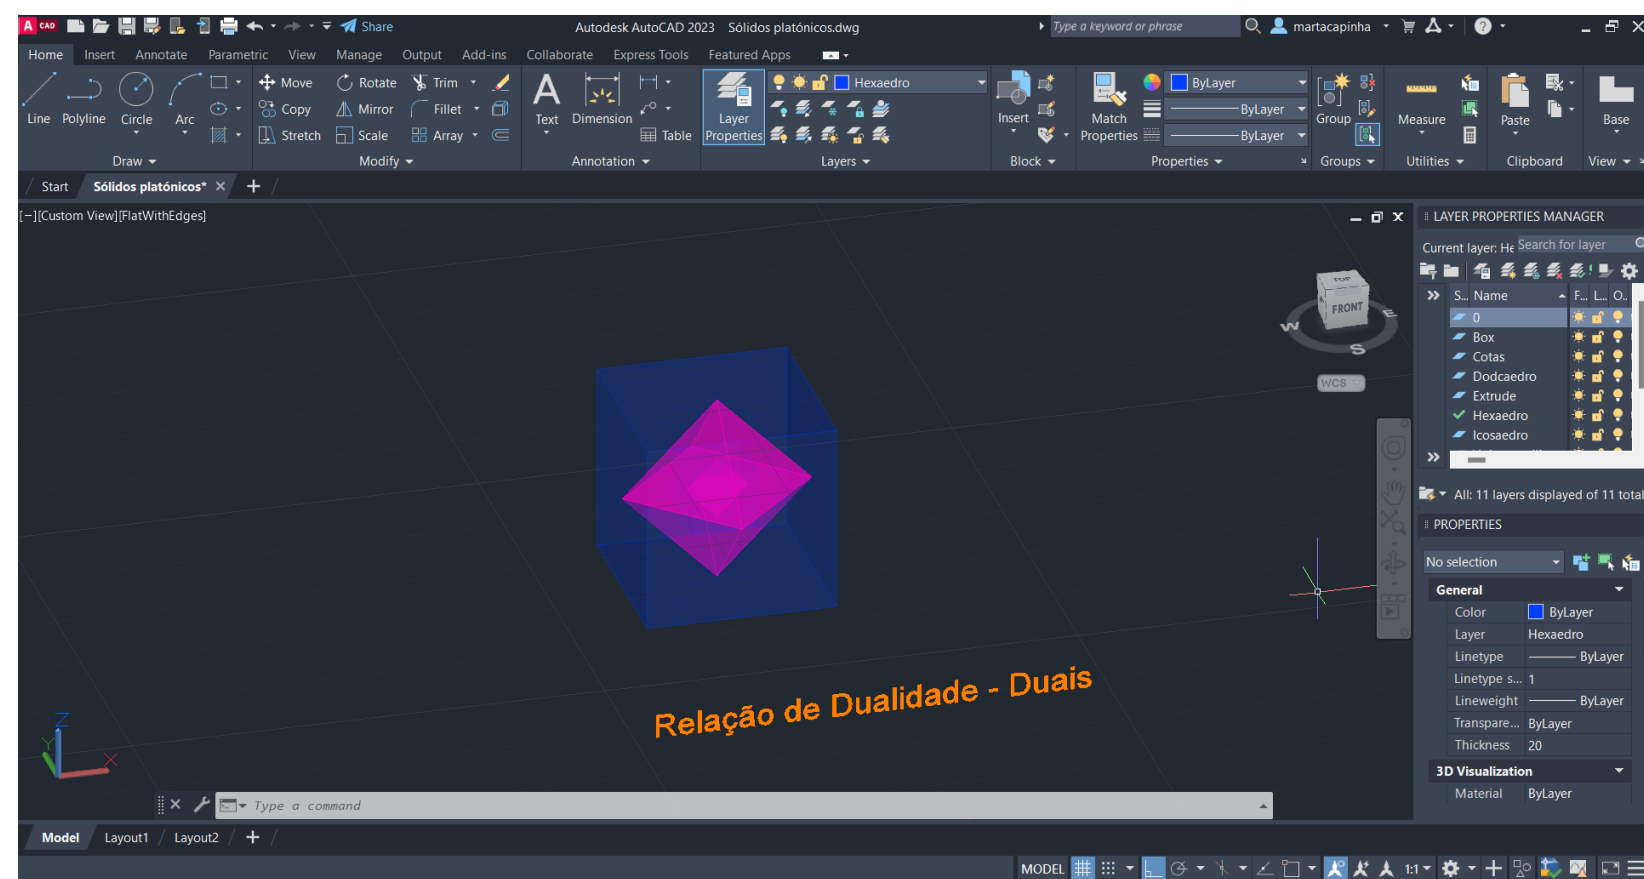 A CAD Share Autodesk AutoCAD 2023 Sólidos platónicos.dwg Type a keyword or phrase martacapinha ?
Home Insert Annotate Parametric View Manage Output Add-ins Collaborate Express Tools Featured Apps
Line Polyline Circle Arc
Draw
Move Rotate Trim
Copy Mirror Fillet
Stretch Scale Array
Modify
A
Text Dimension Table
Annotation
Layer
Properties
Hexaedro
Layers
Insert
Block
Match
Properties
ByLayer
ByLayer
ByLayer
Properties
Group
Groups
Measure
Utilities
Paste
Clipboard
Base
View
Start Sólidos platónicos* +
[−][Custom View][FlatWithEdges]
TOP
FRONT
W S E
WCS
Relação de Dualidade - Duais
Z
Y X
Type a command
Model Layout1 Layout2 +
MODEL 1:1
LAYER PROPERTIES MANAGER
Current layer: He Search for layer
S... Name F... L... O..
0
Box
Cotas
Dodcaedro
Extrude
Hexaedro
Icosaedro
All: 11 layers displayed of 11 total
PROPERTIES
No selection
General
Color ByLayer
Layer Hexaedro
Linetype ByLayer
Linetype s... 1
Lineweight ByLayer
Transpare... ByLayer
Thickness 20
3D Visualization
Material ByLayer